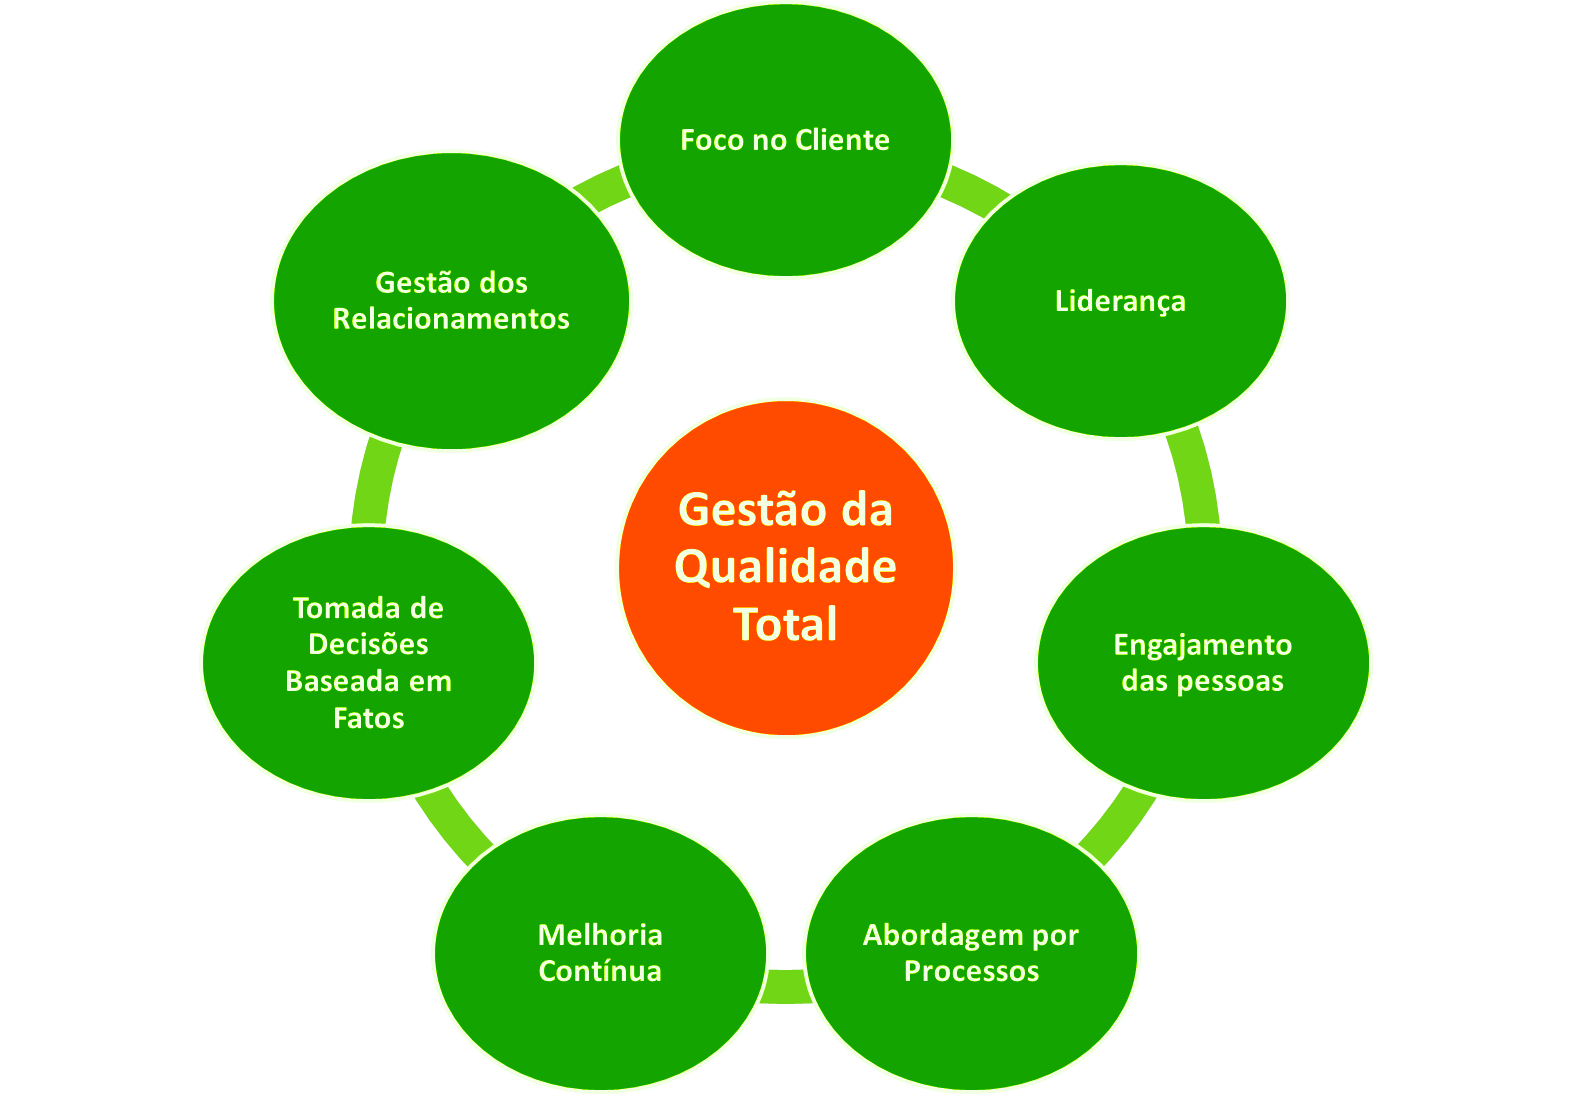 Foco no Cliente
Liderança
Engajamento
das pessoas
Abordagem por
Processos
Melhoria
Contínua
Tomada de
Decisões
Baseada em
Fatos
Gestão dos
Relacionamentos
Gestão da
Qualidade
Total